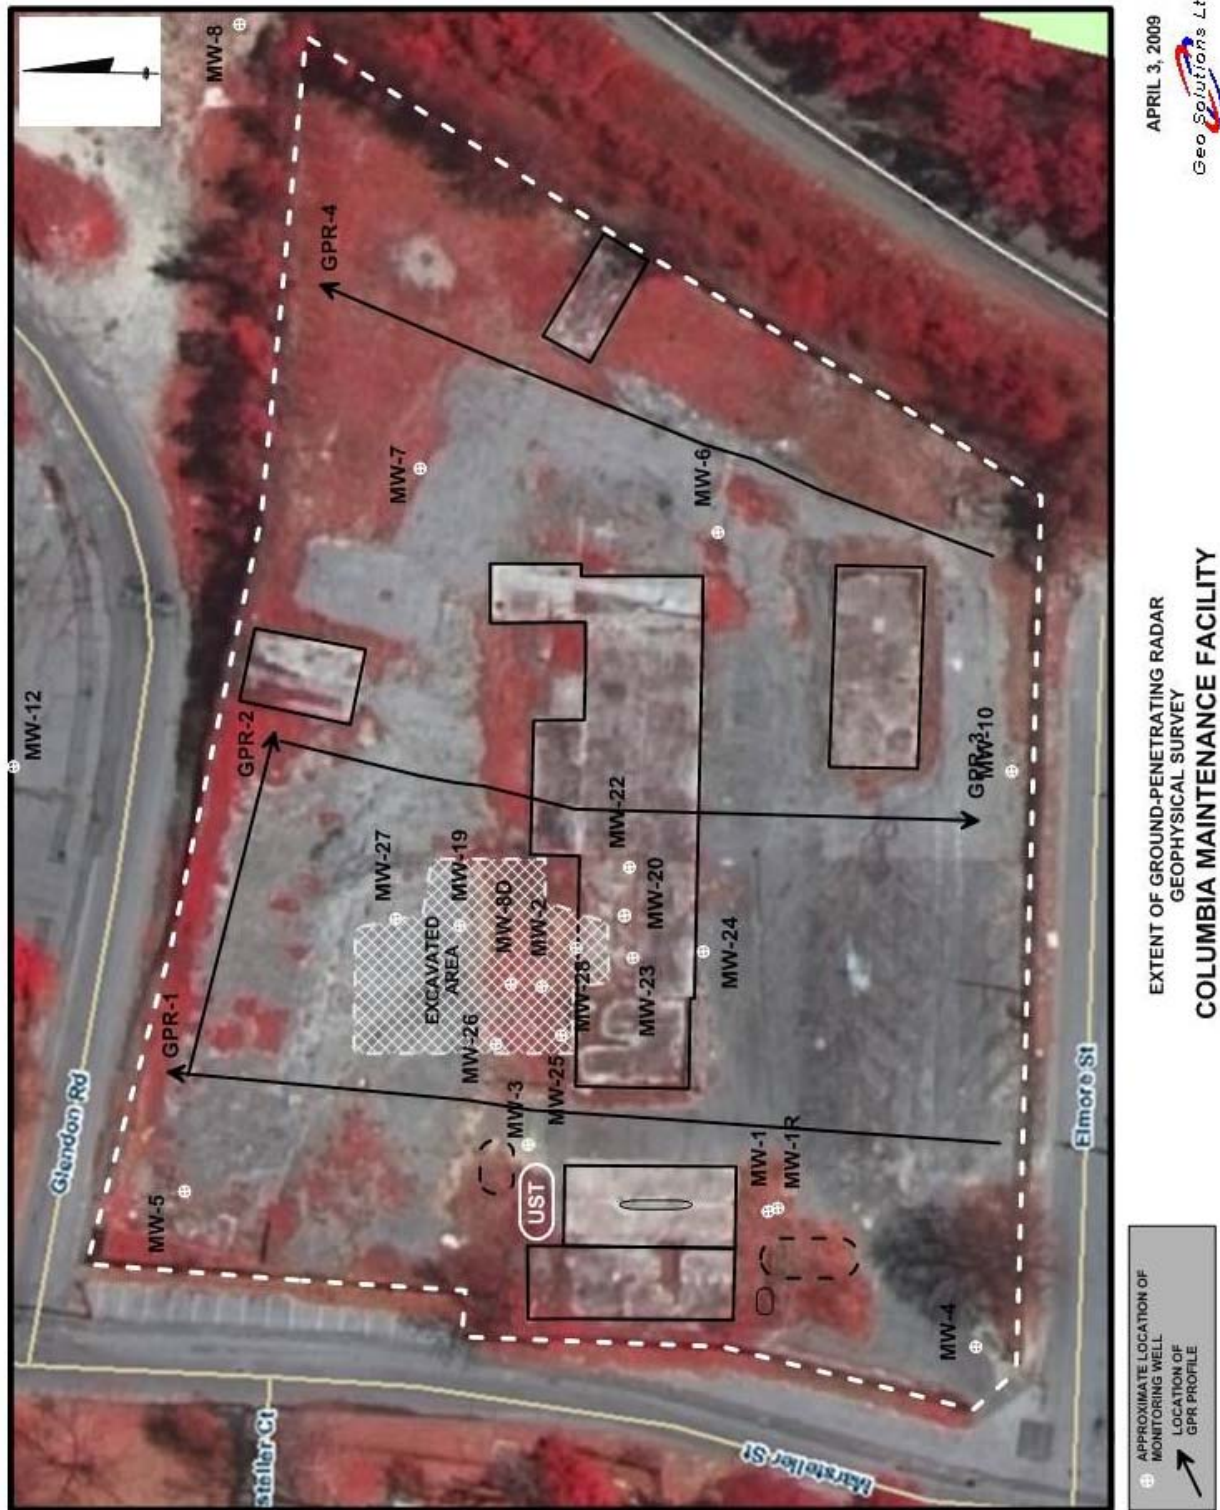 MW-8
GPR-4
MW-12
MW-7
GPR-2
MW-6
MW-27
MW-22
GPR-3
MW-10
MW-19
GPR-1
EXCAVATED
AREA
MW-8D
MW-2
MW-20
MW-24
MW-26
MW-28
MW-23
Glendon Rd
MW-25
MW-3
MW-5
UST
MW-1
MW-1R
Elmore St
MW-4
steller Ct
Marsteller St
APRIL 3, 2009
Geo Solutions Lt
EXTENT OF GROUND-PENETRATING RADAR
GEOPHYSICAL SURVEY
COLUMBIA MAINTENANCE FACILITY
APPROXIMATE LOCATION OF
MONITORING WELL
LOCATION OF
GPR PROFILE